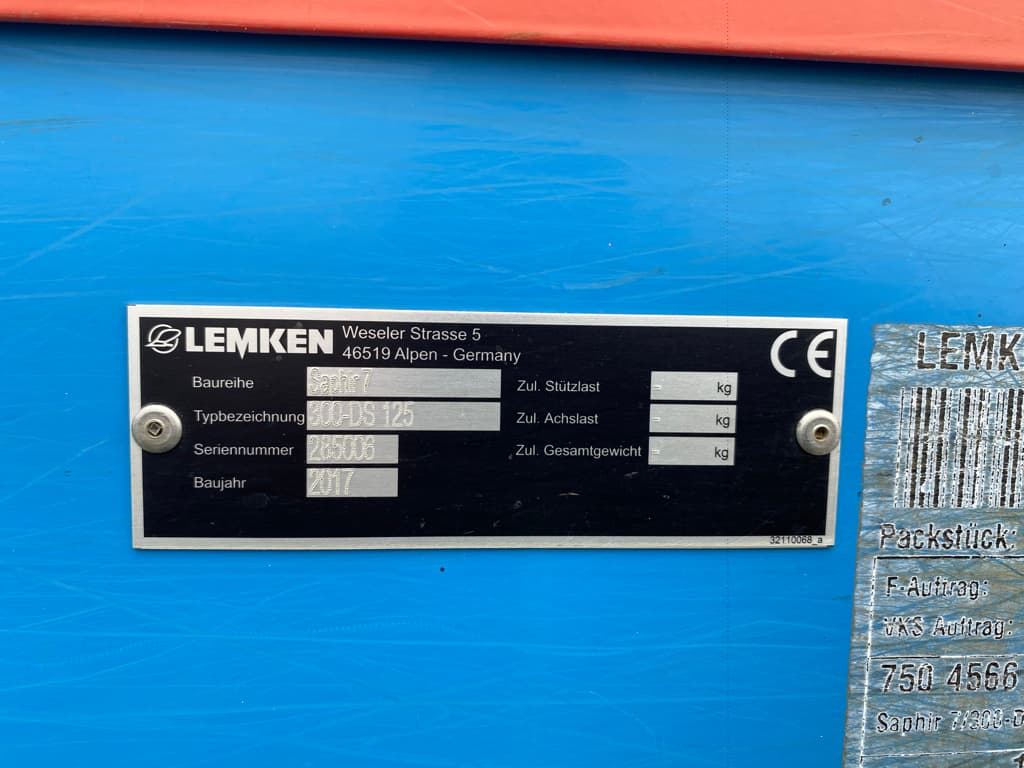 LEMKEN Weseler Strasse 5
46519 Alpen - Germany
CE
Baureihe Saphir 7
Typbezeichnung 300-DS 125
Seriennummer 285006
Baujahr 2017
Zul. Stützlast - kg
Zul. Achslast - kg
Zul. Gesamtgewicht - kg
32110068_a
LEMK
Packstück:
F-Auftrag:
VKS Auftrag:
750 4566
Saphir 7/300-D